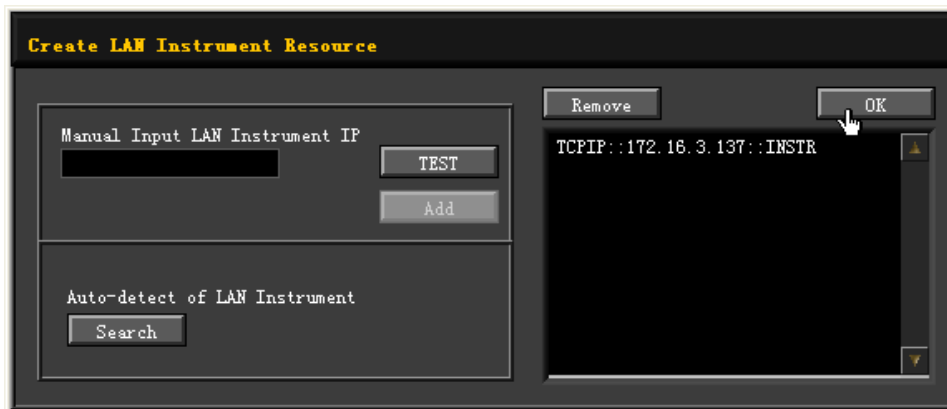 Create LAN Instrument Resource
Manual Input LAN Instrument IP
TEST
Add
Auto-detect of LAN Instrument
Search
Remove
OK
TCPIP::172.16.3.137::INSTR